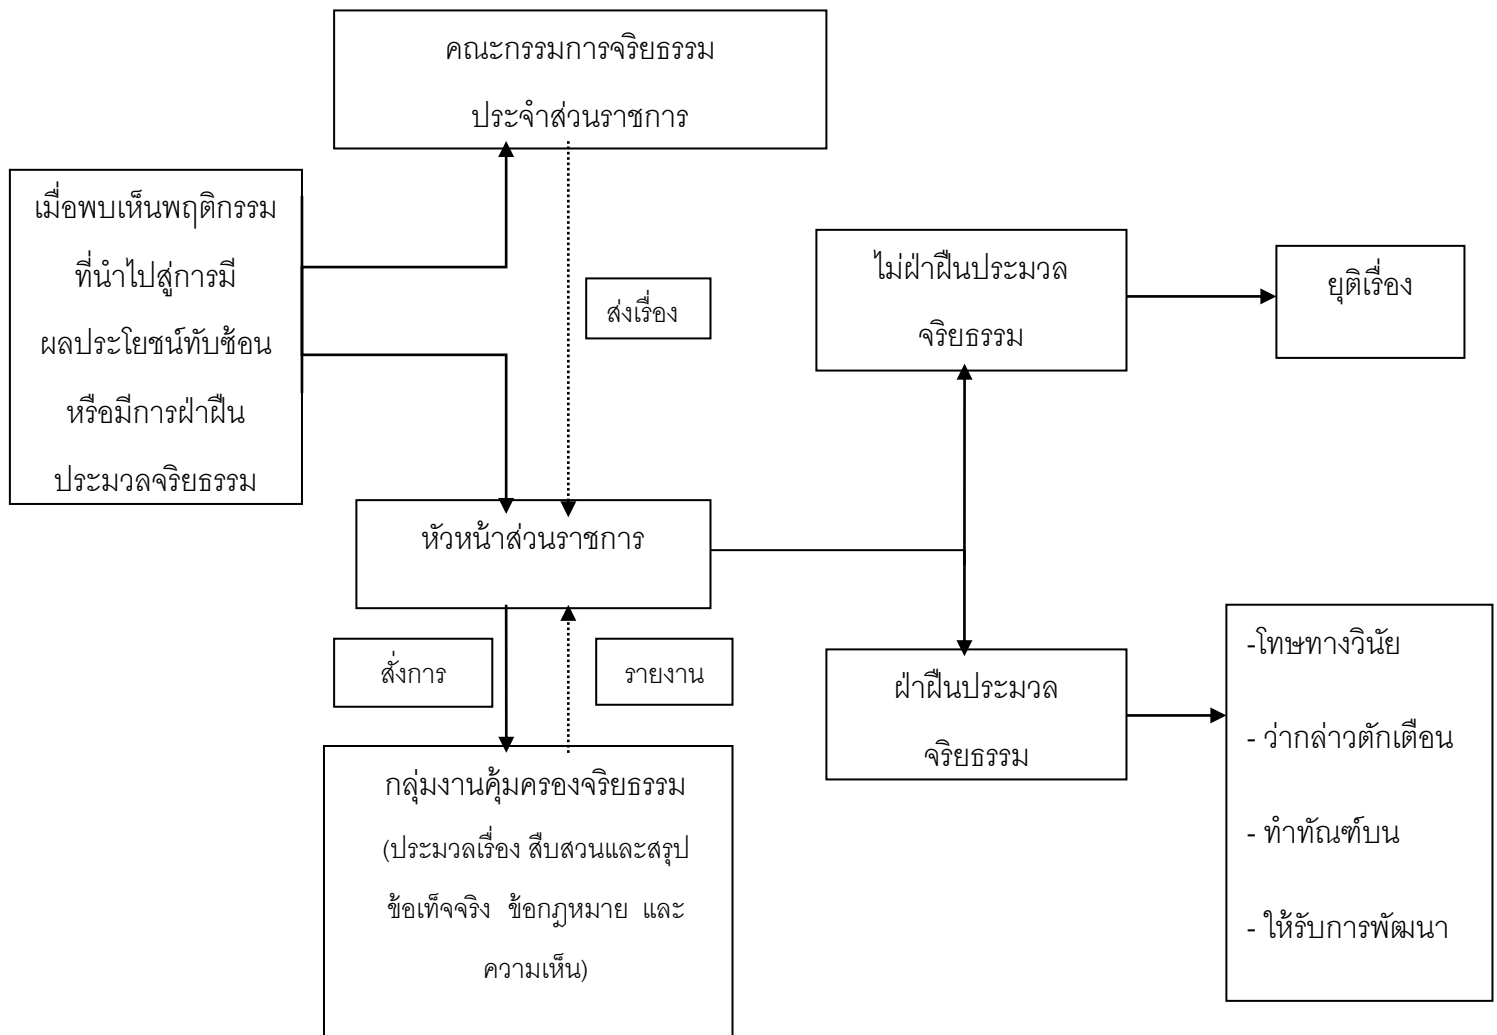 คณะกรรมการจริยธรรม
ประจำส่วนราชการ
เมื่อพบเห็นพฤติกรรม
ที่นำไปสู่การมี
ผลประโยชน์ทับซ้อน
หรือมีการฝ่าฝืน
ประมวลจริยธรรม
ส่งเรื่อง
ไม่ฝ่าฝืนประมวล
จริยธรรม
ยุติเรื่อง
หัวหน้าส่วนราชการ
สั่งการ
รายงาน
ฝ่าฝืนประมวล
จริยธรรม
-โทษทางวินัย
- ว่ากล่าวตักเตือน
- ทำทัณฑ์บน
- ให้รับการพัฒนา
กลุ่มงานคุ้มครองจริยธรรม
(ประมวลเรื่อง สืบสวนและสรุป
ข้อเท็จจริง ข้อกฎหมาย และ
ความเห็น)